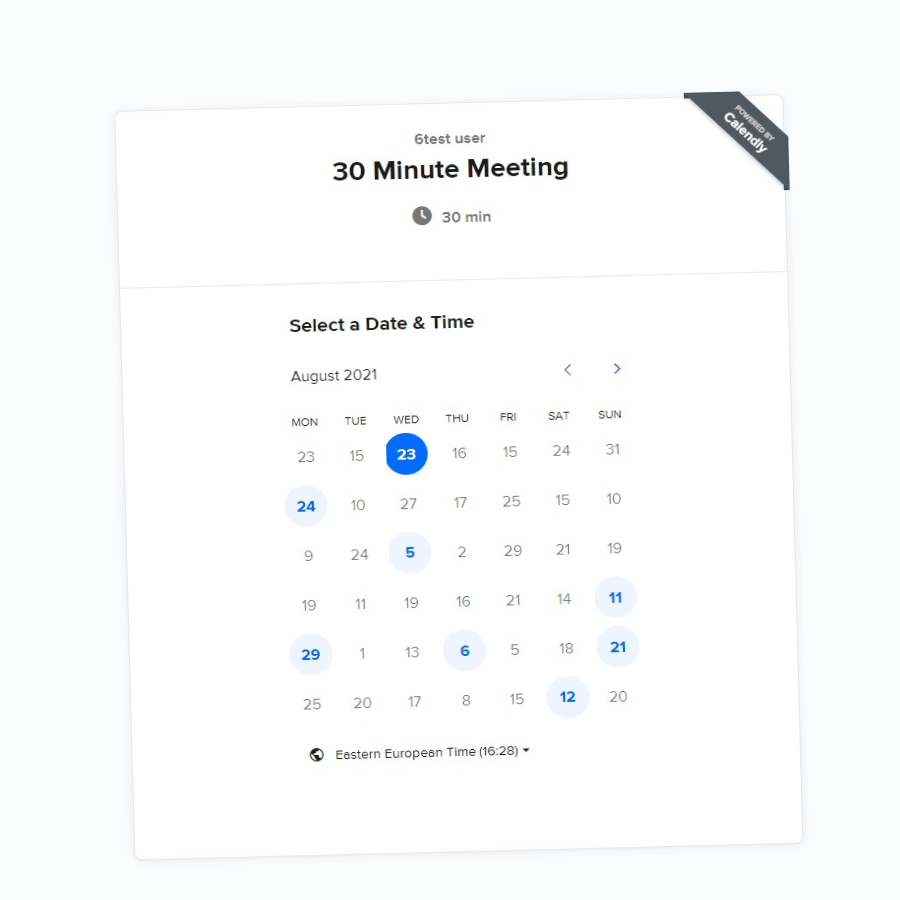 POWERED BY
Calendly
6test user
30 Minute Meeting
30 min
Select a Date & Time
August 2021
MON TUE WED THU FRI SAT SUN
23 15 23 16 15 24 31
24 10 27 17 25 15 10
9 24 5 2 29 21 19
19 11 19 16 21 14 11
29 1 13 6 5 18 21
25 20 17 8 15 12 20
Eastern European Time (16:28)